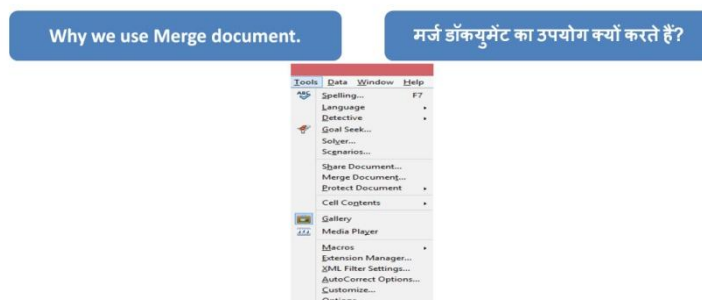 Why we use Merge document.
मर्ज डॉकयुमेंट का उपयोग क्यों करते हैं?
Tools Data Window Help
ABC Spelling... F7
Language
Detective
Goal Seek...
Solver...
Scenarios...
Share Document...
Merge Document...
Protect Document
Cell Contents
Gallery
Media Player
Macros
Extension Manager...
XML Filter Settings...
AutoCorrect Options...
Customize...
Options...